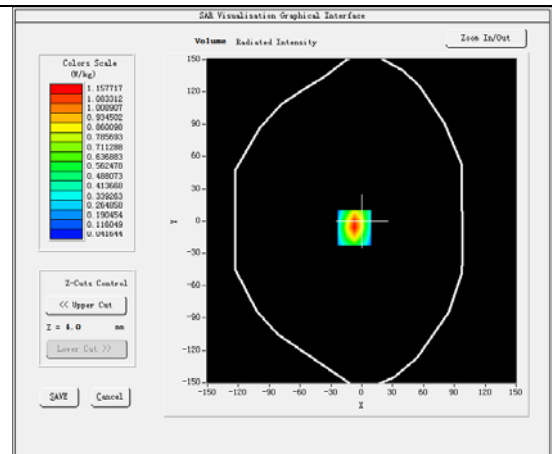 SAR Visualisation Graphical Interface
Volume Radiated Intensity
Zoom In/Out
Colors Scale
(W/kg)
1.157717
1.083312
1.008907
0.934502
0.860098
0.785693
0.711288
0.636883
0.562478
0.488073
0.413668
0.339263
0.264858
0.190454
0.116049
0.041644
Z-Cuts Control
<< Upper Cut
Z = 4.0 mm
Lower Cut >>
SAVE Cancel
150
120
90
60
30
0
-30
-60
-90
-120
-150
Y
-150 -120 -90 -60 -30 0 30 60 90 120 150
X